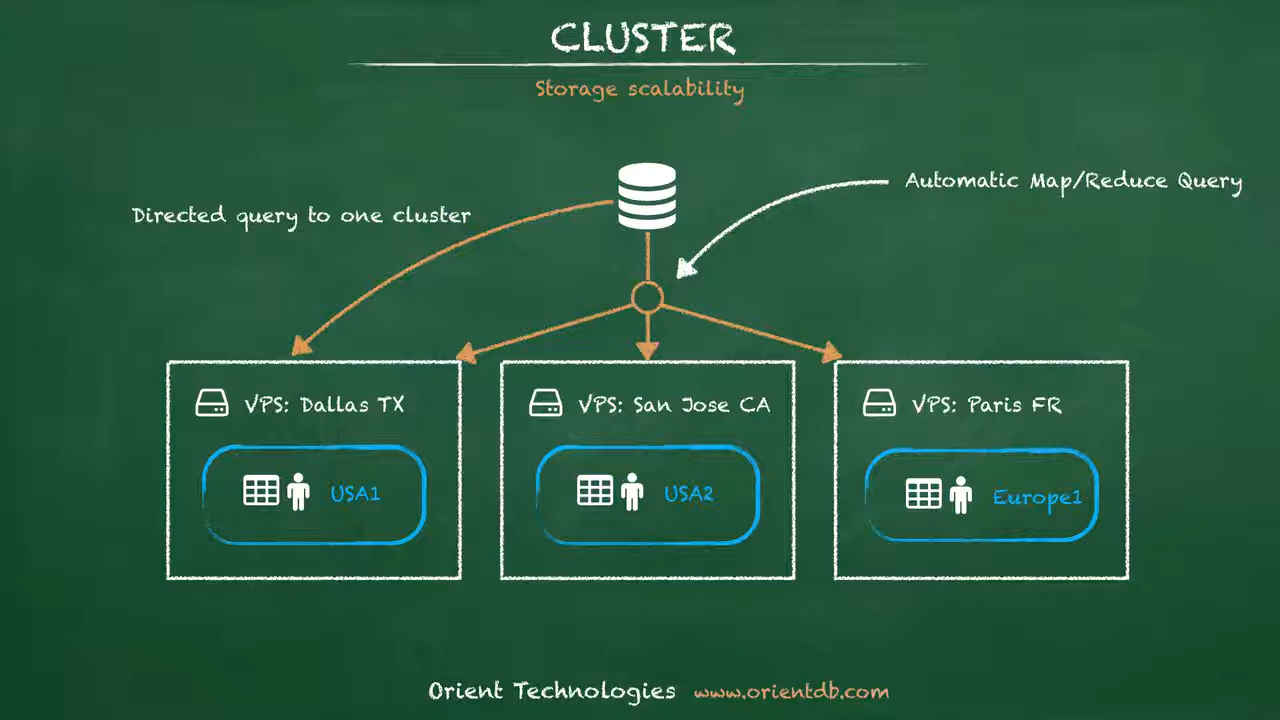 CLUSTER
Storage scalability
Automatic Map/Reduce Query
Directed query to one cluster
VPS: Dallas TX
VPS: San Jose CA
VPS: Paris FR
USA1
USA2
Europe1
Orient Technologies www.orientdb.com